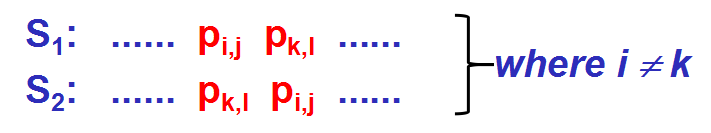 S1: ...... pi,j pk,l ......
where i ≠ k
S2: ...... pk,l pi,j ......